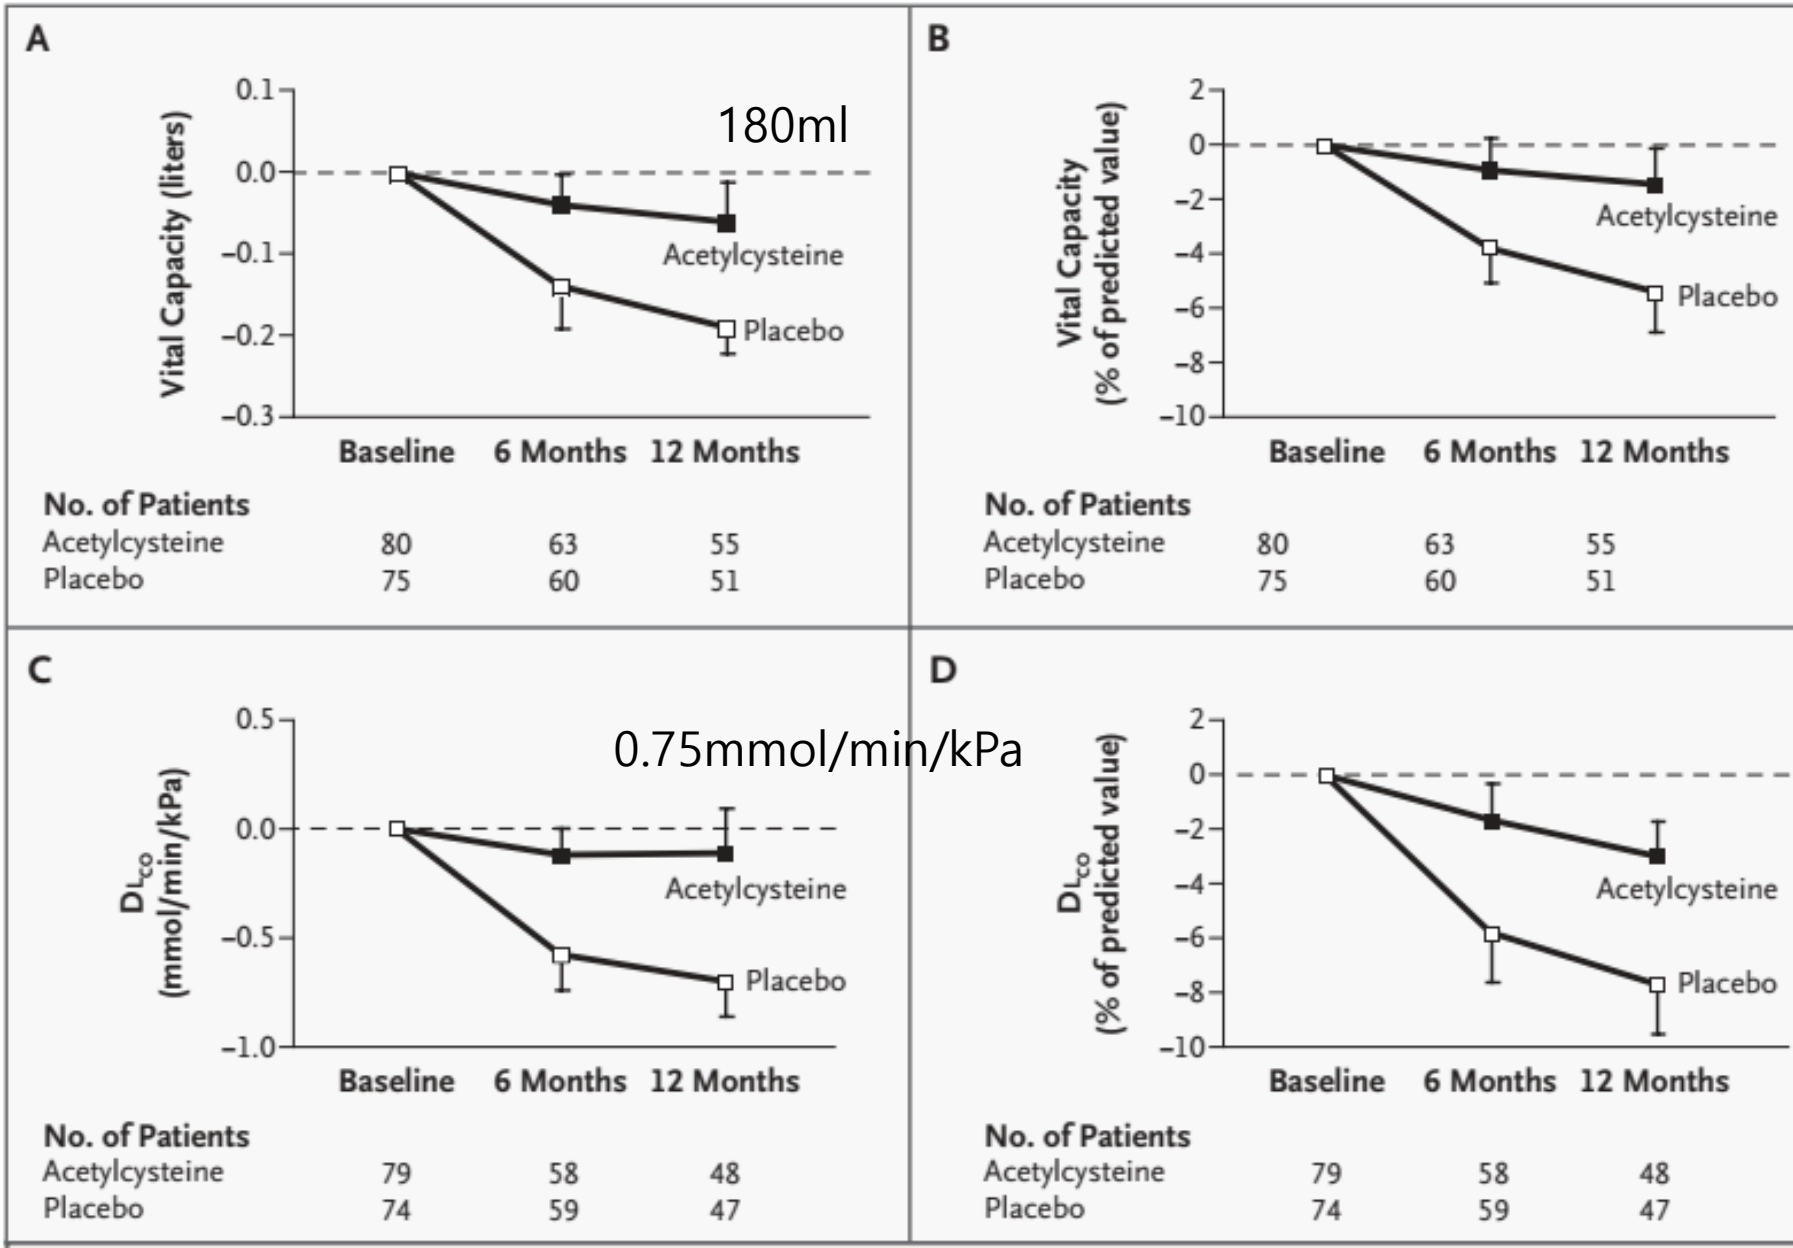 A
Vital Capacity (liters)
0.1
0.0
–0.1
–0.2
–0.3
180ml
Acetylcysteine
Placebo
Baseline 6 Months 12 Months
No. of Patients
Acetylcysteine 80 63 55
Placebo 75 60 51
B
Vital Capacity
(% of predicted value)
2
0
–2
–4
–6
–8
–10
Acetylcysteine
Placebo
Baseline 6 Months 12 Months
No. of Patients
Acetylcysteine 80 63 55
Placebo 75 60 51
C
DLCO
(mmol/min/kPa)
0.5
0.0
–0.5
–1.0
0.75mmol/min/kPa
Acetylcysteine
Placebo
Baseline 6 Months 12 Months
No. of Patients
Acetylcysteine 79 58 48
Placebo 74 59 47
D
DLCO
(% of predicted value)
2
0
–2
–4
–6
–8
–10
Acetylcysteine
Placebo
Baseline 6 Months 12 Months
No. of Patients
Acetylcysteine 79 58 48
Placebo 74 59 47